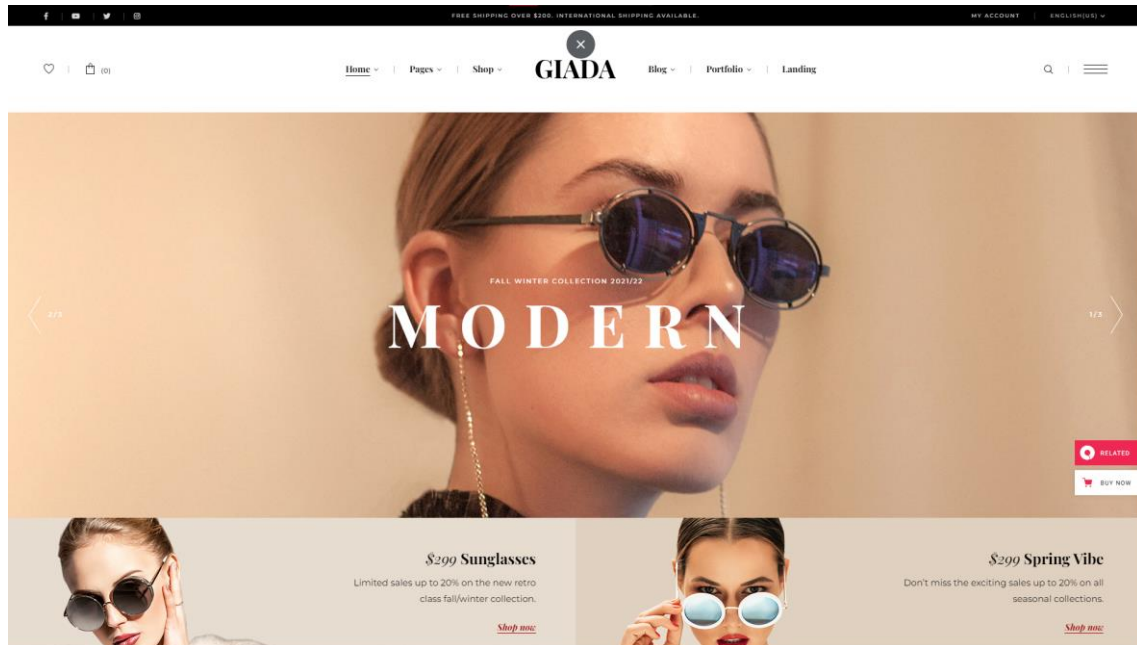 FREE SHIPPING OVER $200. INTERNATIONAL SHIPPING AVAILABLE.
MY ACCOUNT
ENGLISH(US)
(0)
Home
Pages
Shop
GIADA
Blog
Portfolio
Landing
FALL WINTER COLLECTION 2021/22
MODERN
1/3
RELATED
BUY NOW
$299 Sunglasses
Limited sales up to 20% on the new retro
class fall/winter collection.
Shop now
$299 Spring Vibe
Don't miss the exciting sales up to 20% on all
seasonal collections.
Shop now